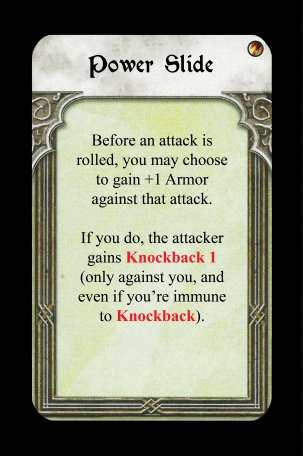 Power Slide
Before an attack is
rolled, you may choose
to gain +1 Armor
against that attack.
If you do, the attacker
gains Knockback 1
(only against you, and
even if you're immune
to Knockback).